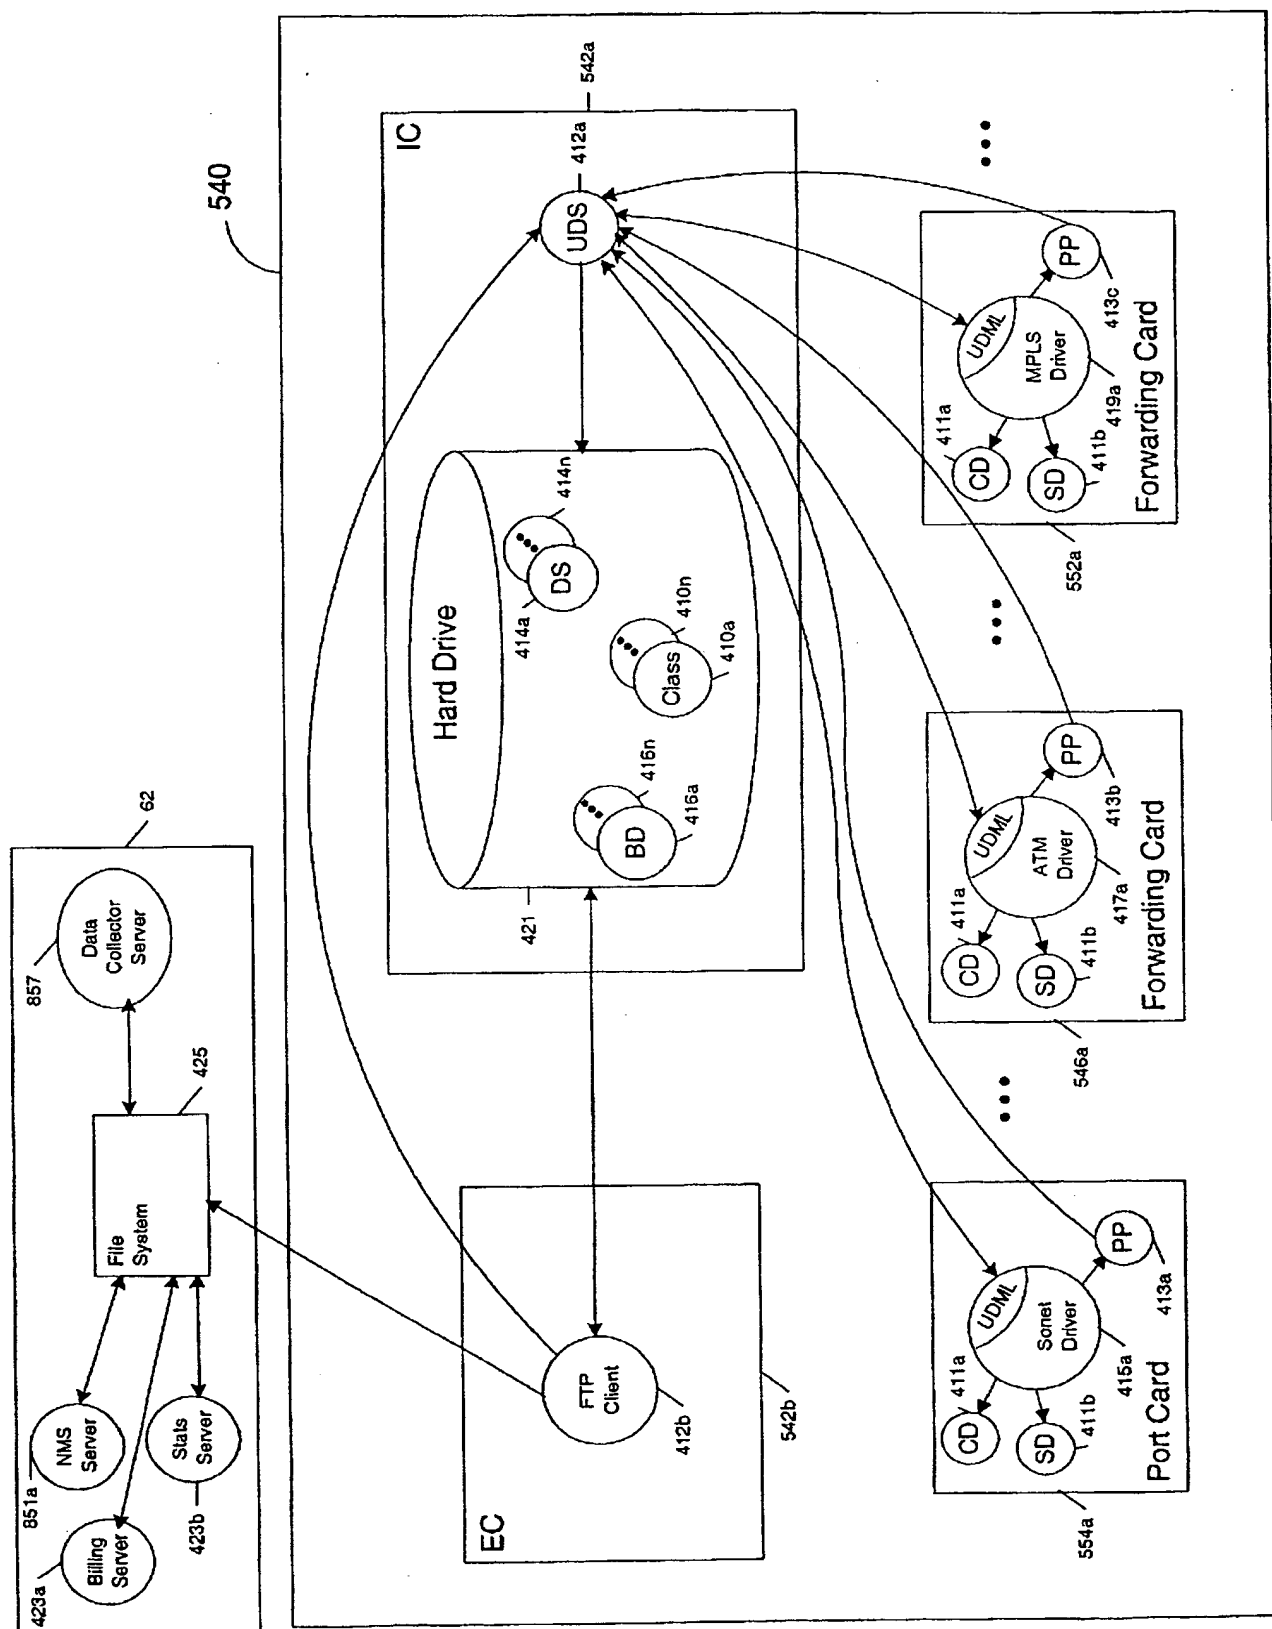 62
857
Data
Collector
Server
425
File
System
851a
NMS
Server
Billing
Server
423a
Stats
Server
423b
540
EC
FTP
Client
412b
542b
IC
542a
UDS
412a
Hard Drive
421
BD
416a
416n
Class
410a
410n
DS
414a
414n
554a
Port Card
CD
411a
SD
411b
UDML
Sonet
Driver
415a
PP
413a
546a
Forwarding Card
CD
411a
SD
411b
UDML
ATM
Driver
417a
PP
413b
552a
Forwarding Card
CD
411a
SD
411b
UDML
MPLS
Driver
419a
PP
413c